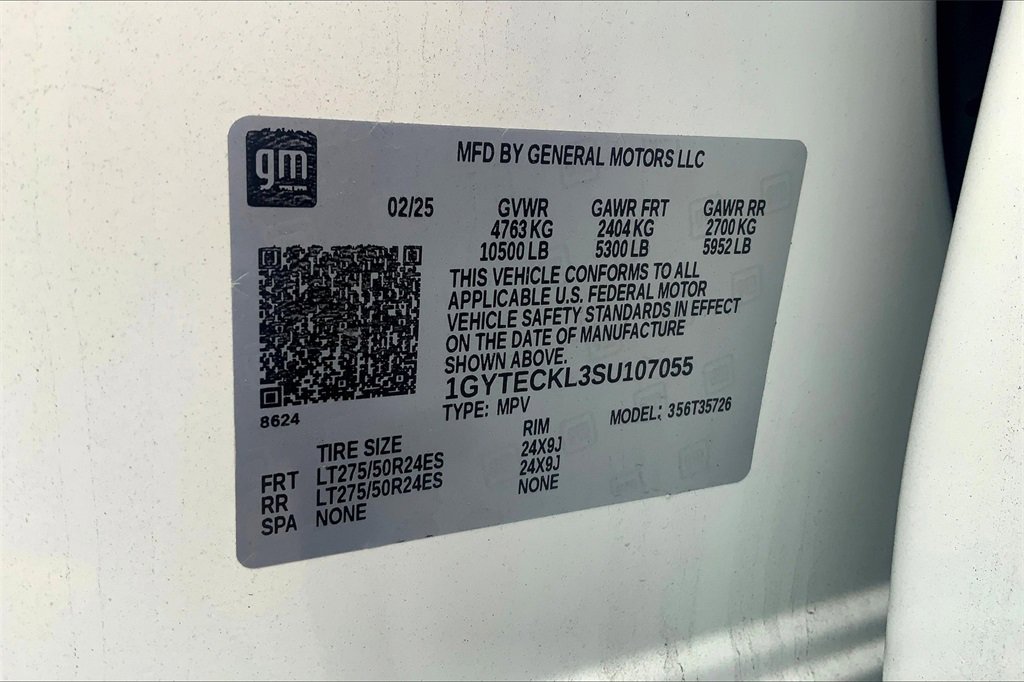 gm
MFD BY GENERAL MOTORS LLC
02/25 GVWR GAWR FRT GAWR RR
4763 KG 2404 KG 2700 KG
10500 LB 5300 LB 5952 LB
THIS VEHICLE CONFORMS TO ALL
APPLICABLE U.S. FEDERAL MOTOR
VEHICLE SAFETY STANDARDS IN EFFECT
ON THE DATE OF MANUFACTURE
SHOWN ABOVE.
1GYTECKL3SU107055
8624
TYPE: MPV MODEL: 356T35726
TIRE SIZE RIM
FRT LT275/50R24ES 24X9J
RR LT275/50R24ES 24X9J
SPA NONE NONE